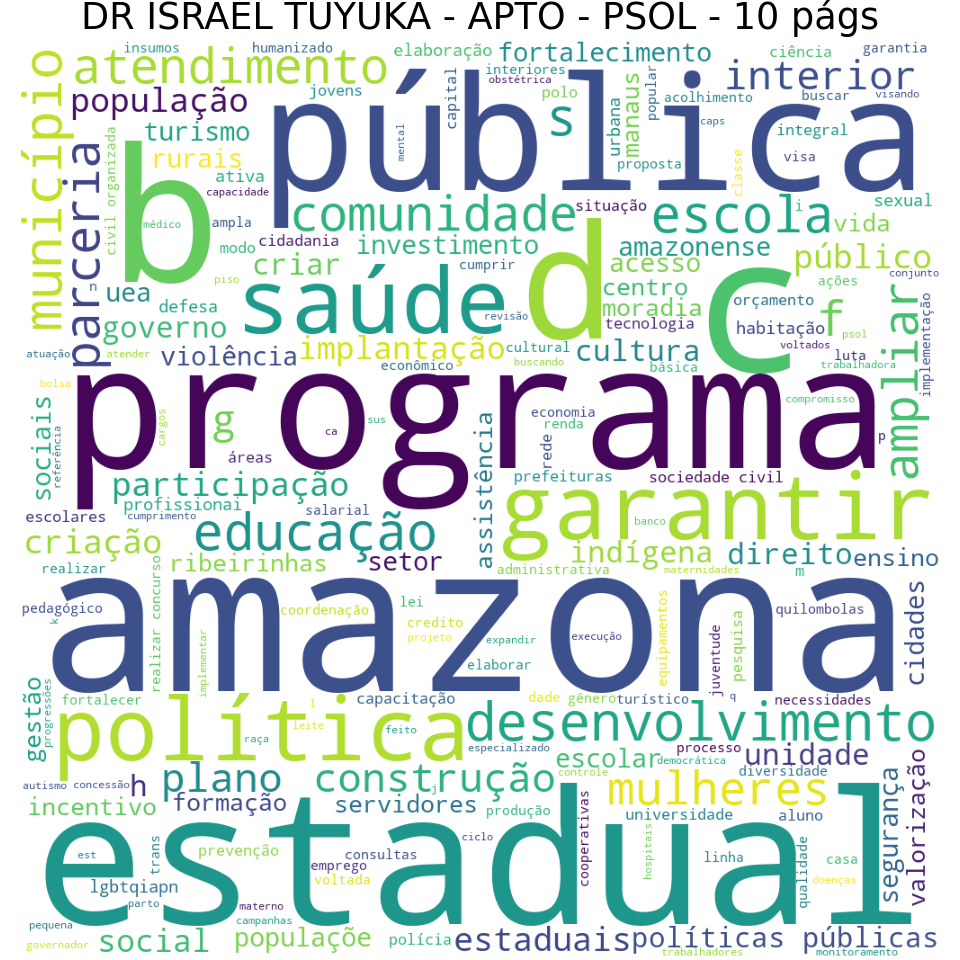 DR ISRAEL TUYUKA - APTO - PSOL - 10 págs
insumos
humanizado
elaboração
fortalecimento
ciência
garantia
atendimento
interiores
obstétrica
interior
jovens
capital
polo
popular
acolhimento
buscar
visando
município
população
pública
s
urbana
manaus
caps
integral
turismo
mental
proposta
visa
parceria
civil organizada
rurais
ativa
capacidade
b
classe
sexual
comunidade
situação
escola
i
vida
médico
ampla
cidadania
investimento
d
amazonense
modo
criar
cumprir
c
público
acesso
ações
conjunto
piso
uea
defesa
saúde
centro
moradia
orçamento
governo
revisão
tecnologia
habitação
f
psol
ampliar
implementação
atuação
atender
violência
implantação
cultural
cultura
voltados
luta
econômico
buscando
básica
trabalhadora
bolsa
programa
sociais
referência
cargos
g
ca
sus
economia
renda
compromisso
áreas
assistência
rede
p
participação
prefeituras
sociedade civil
profissionai
salarial
garantir
escolares
cumprimento
educação
banco
criação
ribeirinhas
setor
indígena
direito
ensino
realizar
administrativa
maternidades
m
amazona
pedagógico
k
realizar concurso
coordenação
lei
credito
projeto
expandir
execução
quilombolas
cidades
implementar
elaborar
equipamentos
juventude
pesquisa
gestão
progressões
fortalecer
l
capacitação
dade
gênero
turístico
q
necessidades
política
leite
feito
desenvolvimento
raça
especializado
escolar
processo
democrática
unidade
autismo
concessão
h
plano
construção
j
controle
mulheres
diversidade
incentivo
formação
servidores
produção
universidade
aluno
segurança
valorização
estadual
trans
prevenção
consultas
ciclo
cooperativas
hospitais
linha
qualidade
casa
est
lgbtqiapn
parto
emprego
voltada
doenças
pequena
materno
campanhas
governador
social
populaçõe
polícia
estaduais
políticas públicas
trabalhadores
monitoramento